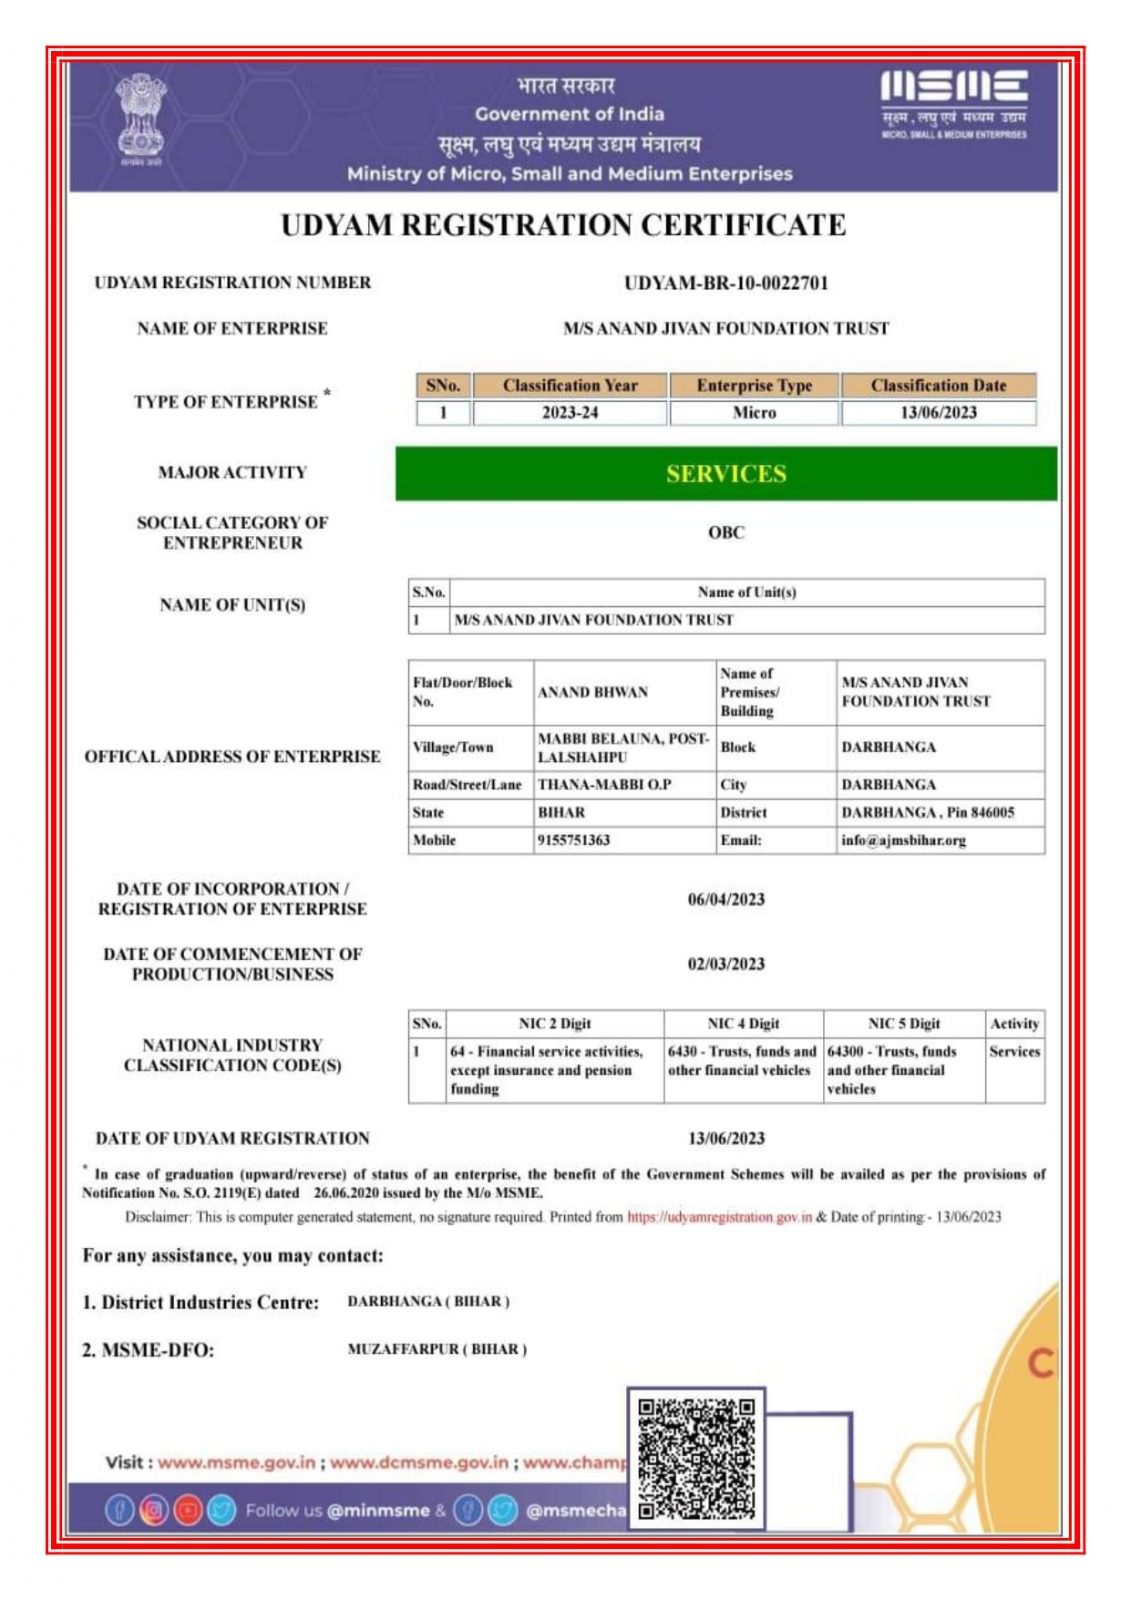 भारत सरकार
Government of India
सूक्ष्म, लघु एवं मध्यम उद्यम मंत्रालय
Ministry of Micro, Small and Medium Enterprises
सत्यमेव जयते
MSME
सूक्ष्म , लघु एवं मध्यम उद्यम
MICRO, SMALL & MEDIUM ENTERPRISES
UDYAM REGISTRATION CERTIFICATE
UDYAM REGISTRATION NUMBER UDYAM-BR-10-0022701
NAME OF ENTERPRISE M/S ANAND JIVAN FOUNDATION TRUST
TYPE OF ENTERPRISE *
SNo. Classification Year Enterprise Type Classification Date
1 2023-24 Micro 13/06/2023
MAJOR ACTIVITY SERVICES
SOCIAL CATEGORY OF
ENTREPRENEUR
OBC
NAME OF UNIT(S)
S.No. Name of Unit(s)
1 M/S ANAND JIVAN FOUNDATION TRUST
OFFICAL ADDRESS OF ENTERPRISE
Flat/Door/Block
No.
ANAND BHWAN
Name of
Premises/
Building
M/S ANAND JIVAN
FOUNDATION TRUST
Village/Town
MABBI BELAUNA, POST-
LALSHAHPU
Block DARBHANGA
Road/Street/Lane THANA-MABBI O.P City DARBHANGA
State BIHAR District DARBHANGA , Pin 846005
Mobile 9155751363 Email: info@ajmsbihar.org
DATE OF INCORPORATION /
REGISTRATION OF ENTERPRISE
06/04/2023
DATE OF COMMENCEMENT OF
PRODUCTION/BUSINESS
02/03/2023
NATIONAL INDUSTRY
CLASSIFICATION CODE(S)
SNo. NIC 2 Digit NIC 4 Digit NIC 5 Digit Activity
1
64 - Financial service activities,
except insurance and pension
funding
6430 - Trusts, funds and
other financial vehicles
64300 - Trusts, funds
and other financial
vehicles
Services
DATE OF UDYAM REGISTRATION 13/06/2023
* In case of graduation (upward/reverse) of status of an enterprise, the benefit of the Government Schemes will be availed as per the provisions of
Notification No. S.O. 2119(E) dated 26.06.2020 issued by the M/o MSME.
Disclaimer: This is computer generated statement, no signature required. Printed from https://udyamregistration.gov.in & Date of printing:- 13/06/2023
For any assistance, you may contact:
1. District Industries Centre: DARBHANGA ( BIHAR )
2. MSME-DFO: MUZAFFARPUR ( BIHAR )
C
Visit : www.msme.gov.in ; www.dcmsme.gov.in ; www.champ
Follow us @minmsme & @msmecha